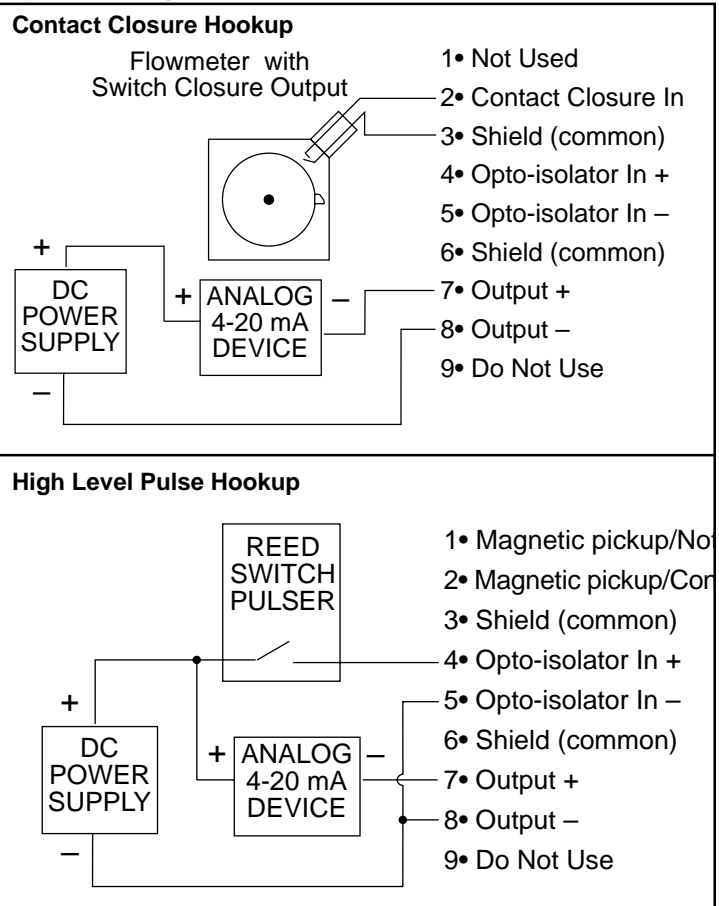 Contact Closure Hookup
Flowmeter with
Switch Closure Output
1• Not Used
2• Contact Closure In
3• Shield (common)
4• Opto-isolator In +
5• Opto-isolator In –
6• Shield (common)
7• Output +
8• Output –
9• Do Not Use
+
DC
POWER
SUPPLY
–
+
ANALOG
4-20 mA
DEVICE
–
High Level Pulse Hookup
REED
SWITCH
PULSER
1• Magnetic pickup/No
2• Magnetic pickup/Con
3• Shield (common)
4• Opto-isolator In +
5• Opto-isolator In –
6• Shield (common)
7• Output +
8• Output –
9• Do Not Use
+
DC
POWER
SUPPLY
–
+
ANALOG
4-20 mA
DEVICE
–